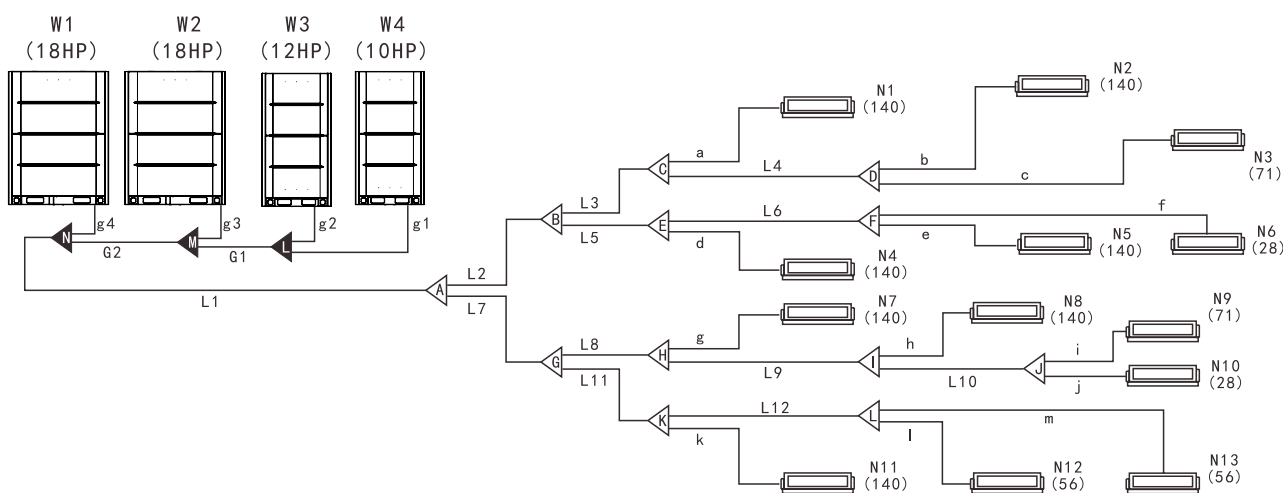 W1
(18HP)
W2
(18HP)
W3
(12HP)
W4
(10HP)
g4
g3
g2
g1
N
M
L
G2
G1
L1
A
L2
L7
B
L3
L5
C
a
L4
D
b
c
N1
(140)
N2
(140)
N3
(71)
E
L6
d
F
f
e
N4
(140)
N5
(140)
N6
(28)
G
L8
L11
H
g
L9
I
h
L10
J
i
j
N7
(140)
N8
(140)
N9
(71)
N10
(28)
K
L12
k
L
m
l
N11
(140)
N12
(56)
N13
(56)